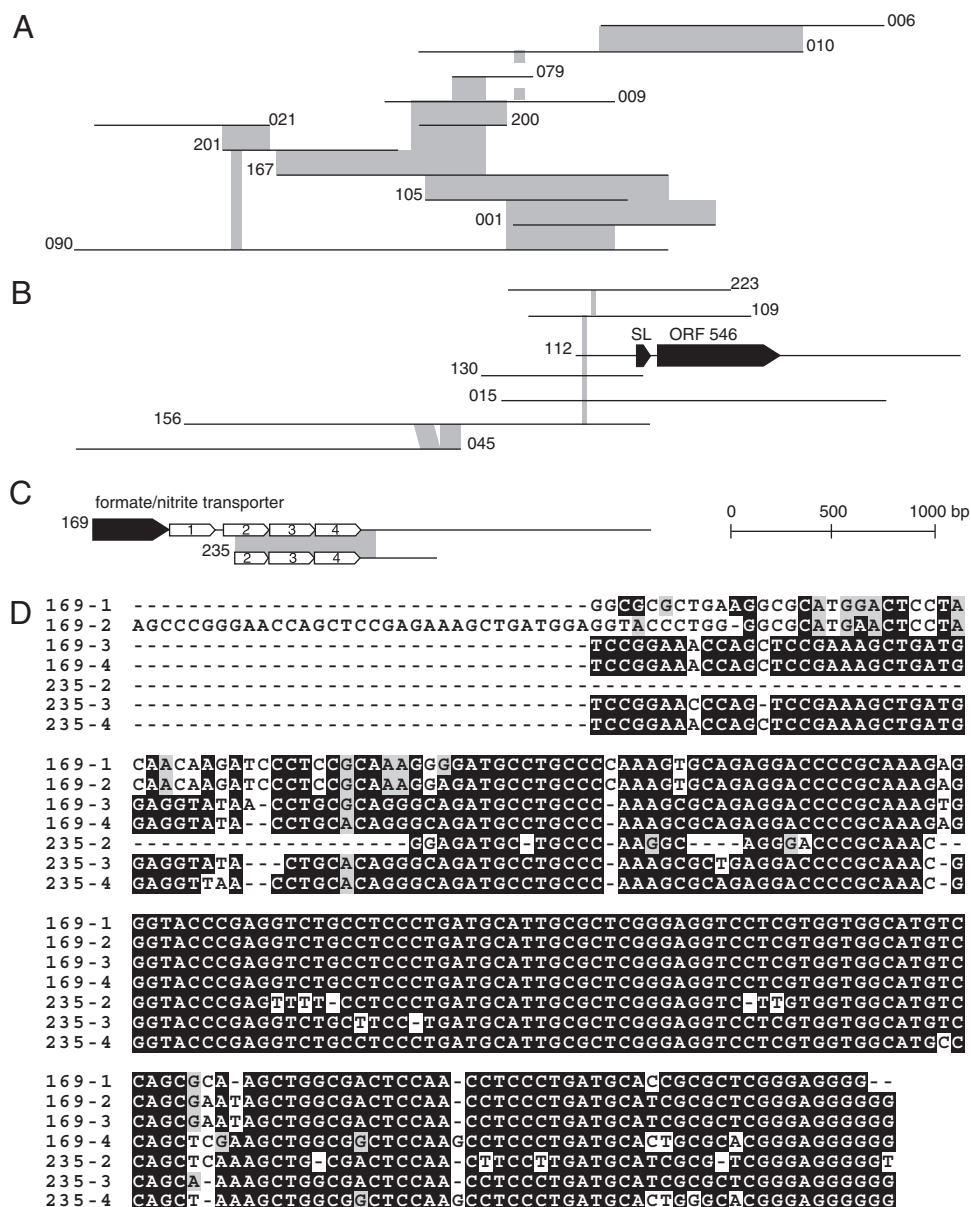 A
006
010
079
009
021
200
201
167
105
001
090
B
223
109
SL ORF 546
112
130
015
156
045
C
formate/nitrite transporter
0 500 1000 bp
169 1 2 3 4
235 2 3 4
D
169-1 ---------------------------------GGCGCGCTGAAGGCGCATGGACTCCTA
169-2 AGCCCGGGAACCAGCTCCGAGAAAGCTGATGGAGGTACCCTGG-GGCGCATGAACTCCTA
169-3 ---------------------------------TCCGGAAACCAGCTCCGAAAGCTGATG
169-4 ---------------------------------TCCGGAAACCAGCTCCGAAAGCTGATG
235-2 ------------------------------------------------------------
235-3 ---------------------------------TCCGGAACCCAG-TCCGAAAGCTGATG
235-4 ---------------------------------TCCGGAAACCAGCTCCGAAAGCTGATG
169-1 CAACAAGATCCCTCCGCAAAGGGGATGCCTGCCCCAAAGTGCAGAGGACCCCGCAAAGAG
169-2 CAACAAGATCCCTCCGCAAAGGAGATGCCTGCCCCAAAGTGCAGAGGACCCCGCAAAGAG
169-3 GAGGTATAA-CCTGCGCAGGGCAGATGCCTGCCC-AAAGCGCAGAGGACCCCGCAAAGTG
169-4 GAGGTATA--CCTGCACAGGGCAGATGCCTGCCC-AAAGCGCAGAGGACCCCGCAAAGAG
235-2 --------------------GGAGATGC-TGCCC-AAGGC----AGGGACCCCGCAAAC--
235-3 GAGGTATA---CTGCACAGGGCAGATGCCTGCCC-AAAGCGCTGAGGACCCCGCAAAC-G
235-4 GAGGTTAA--CCTGCACAGGGCAGATGCCTGCCC-AAAGCGCAGAGGACCCCGCAAAC-G
169-1 GGTACCCGAGGTCTGCCTCCCTGATGCATTGCGCTCGGGAGGTCCTCGTGGTGGCATGTC
169-2 GGTACCCGAGGTCTGCCTCCCTGATGCATTGCGCTCGGGAGGTCCTCGTGGTGGCATGTC
169-3 GGTACCCGAGGTCTGCCTCCCTGATGCATTGCGCTCGGGAGGTCCTCGTGGTGGCATGTC
169-4 GGTACCCGAGGTCTGCCTCCCTGATGCATTGCGCTCGGGAGGTCCTCGTGGTGGCATGTC
235-2 GGTACCCGAGTTTT-CCTCCCTGATGCATTGCGCTCGGGAGGTC-TTGTGGTGGCATGTC
235-3 GGTACCCGAGGTCTGCTTCC-TGATGCATTGCGCTCGGGAGGTCCTCGTGGTGGCATGTC
235-4 GGTACCCGAGGTCTGCCTCCCTGATGCATTGCGCTCGGGAGGTCCTCGTGGTGGCATGCC
169-1 CAGCGCA-AGCTGGCGACTCCAA-CCTCCCTGATGCACCGCGCTCGGGAGGGG--
169-2 CAGCGAATAGCTGGCGACTCCAA-CCTCCCTGATGCATCGCGCTCGGGAGGGGGG
169-3 CAGCGAATAGCTGGCGACTCCAA-CCTCCCTGATGCATCGCGCTCGGGAGGGGGG
169-4 CAGCTCGAAGCTGGCGGCTCCAAGCCTCCCTGATGCACTGCGCACGGGAGGGGGG
235-2 CAGCTCAAAGCTG-CGACTCCAA-CTTCCTTGATGCATCGCG-TCGGGAGGGGGT
235-3 CAGCA-AAAGCTGGCGACTCCAA-CCTCCCTGATGCATCGCGCTCGGGAGGGGGG
235-4 CAGCT-AAAGCTGGCGGCTCCAAGCCTCCCTGATGCACTGGGCACGGGAGGGGGG